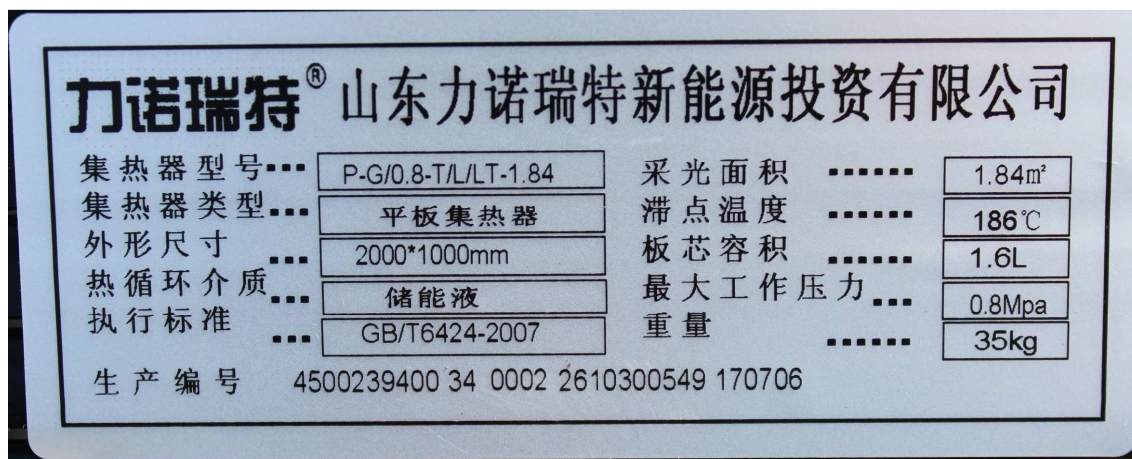 力诺瑞特® 山东力诺瑞特新能源投资有限公司
集热器型号... P-G/0.8-T/L/LT-1.84 采光面积 ...... 1.84m²
集热器类型... 平板集热器 滞点温度 ...... 186℃
外形尺寸 ... 2000*1000mm 板芯容积 ...... 1.6L
热循环介质... 储能液 最大工作压力... 0.8Mpa
执行标准 ... GB/T6424-2007 重量 ...... 35kg
生产编号 4500239400 34 0002 2610300549 170706